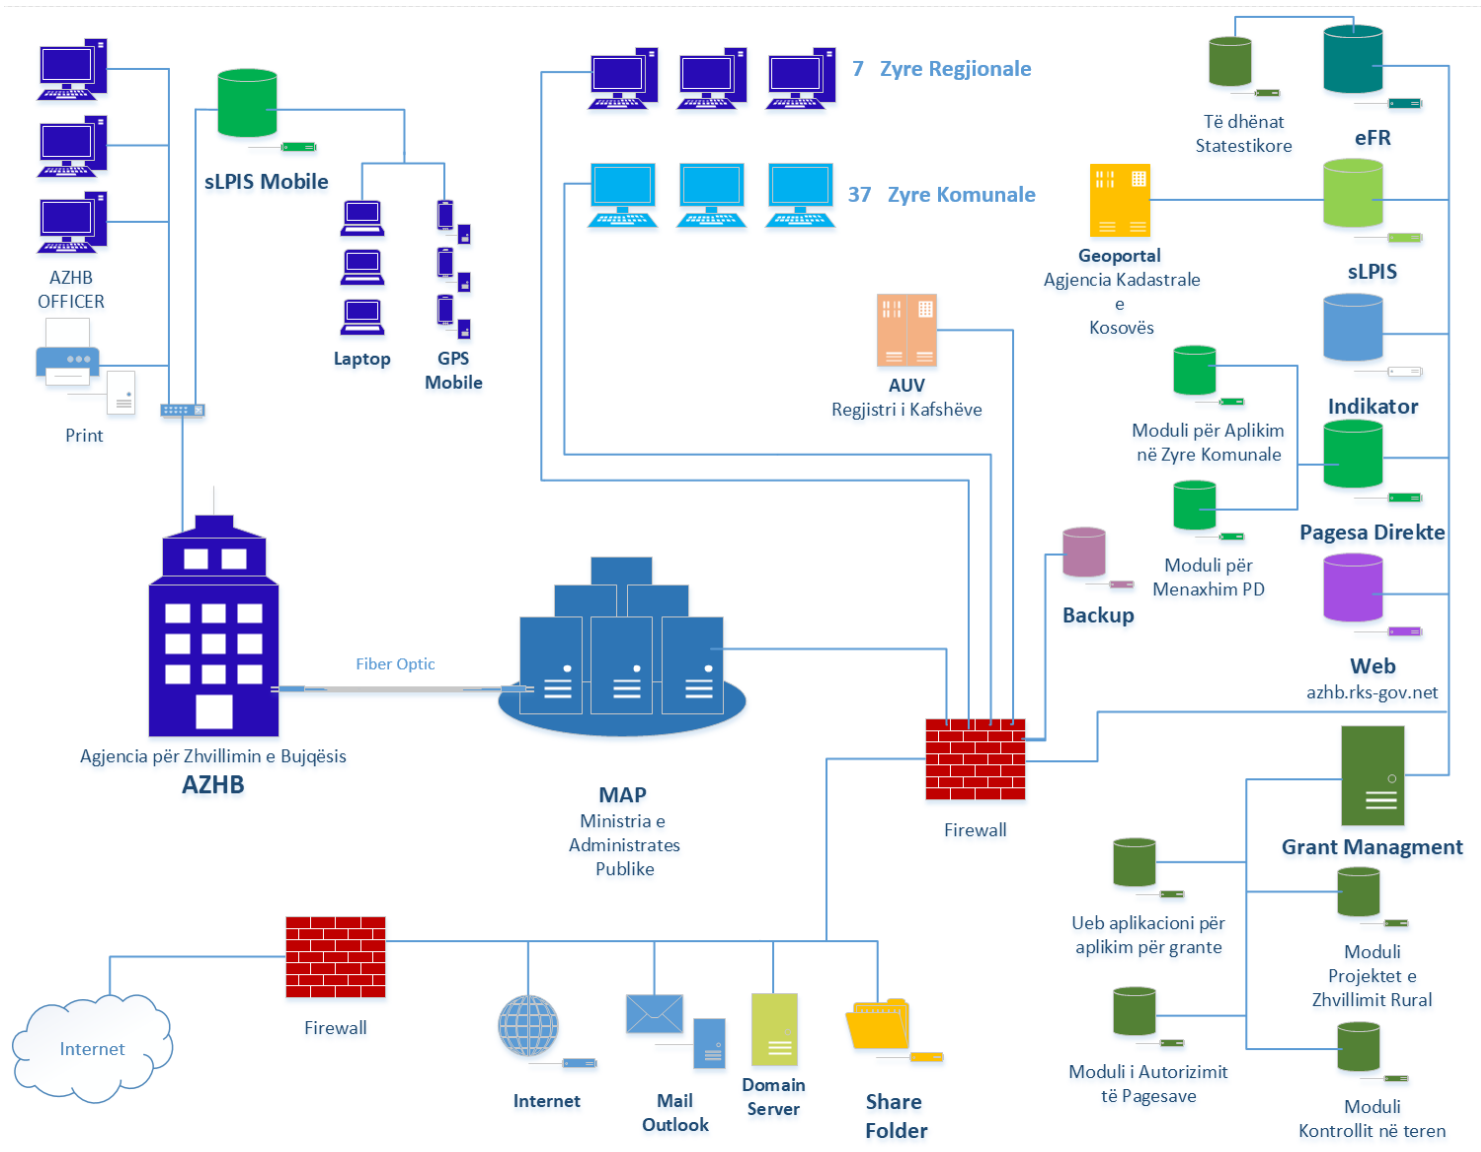 7 Zyre Regjionale
37 Zyre Komunale
sLPIS Mobile
AZHB
OFFICER
Print
Laptop
GPS
Mobile
Të dhënat
Statestikore
eFR
Geoportal
Agjencia Kadastrale
e
Kosovës
sLPIS
AUV
Regjistri i Kafshëve
Indikator
Moduli për Aplikim
në Zyre Komunale
Pagesa Direkte
Moduli për
Menaxhim PD
Backup
Web
azhb.rks-gov.net
Fiber Optic
Agjencia për Zhvillimin e Bujqësis
AZHB
MAP
Ministria e
Administrates
Publike
Firewall
Grant Managment
Ueb aplikacioni për
aplikim për grante
Moduli
Projektet e
Zhvillimit Rural
Moduli i Autorizimit
të Pagesave
Moduli
Kontrollit në teren
Firewall
Internet
Internet
Mail
Outlook
Domain
Server
Share
Folder